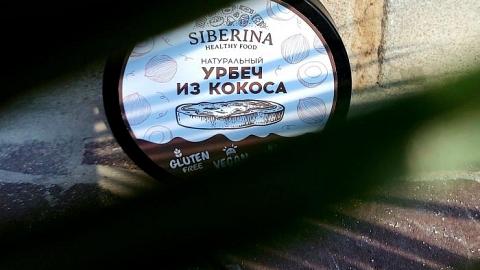 SIBERINA
HEALTHY FOOD
НАТУРАЛЬНЫЙ
УРБЕЧ
ИЗ КОКОСА
GLUTEN
FREE
VEGAN